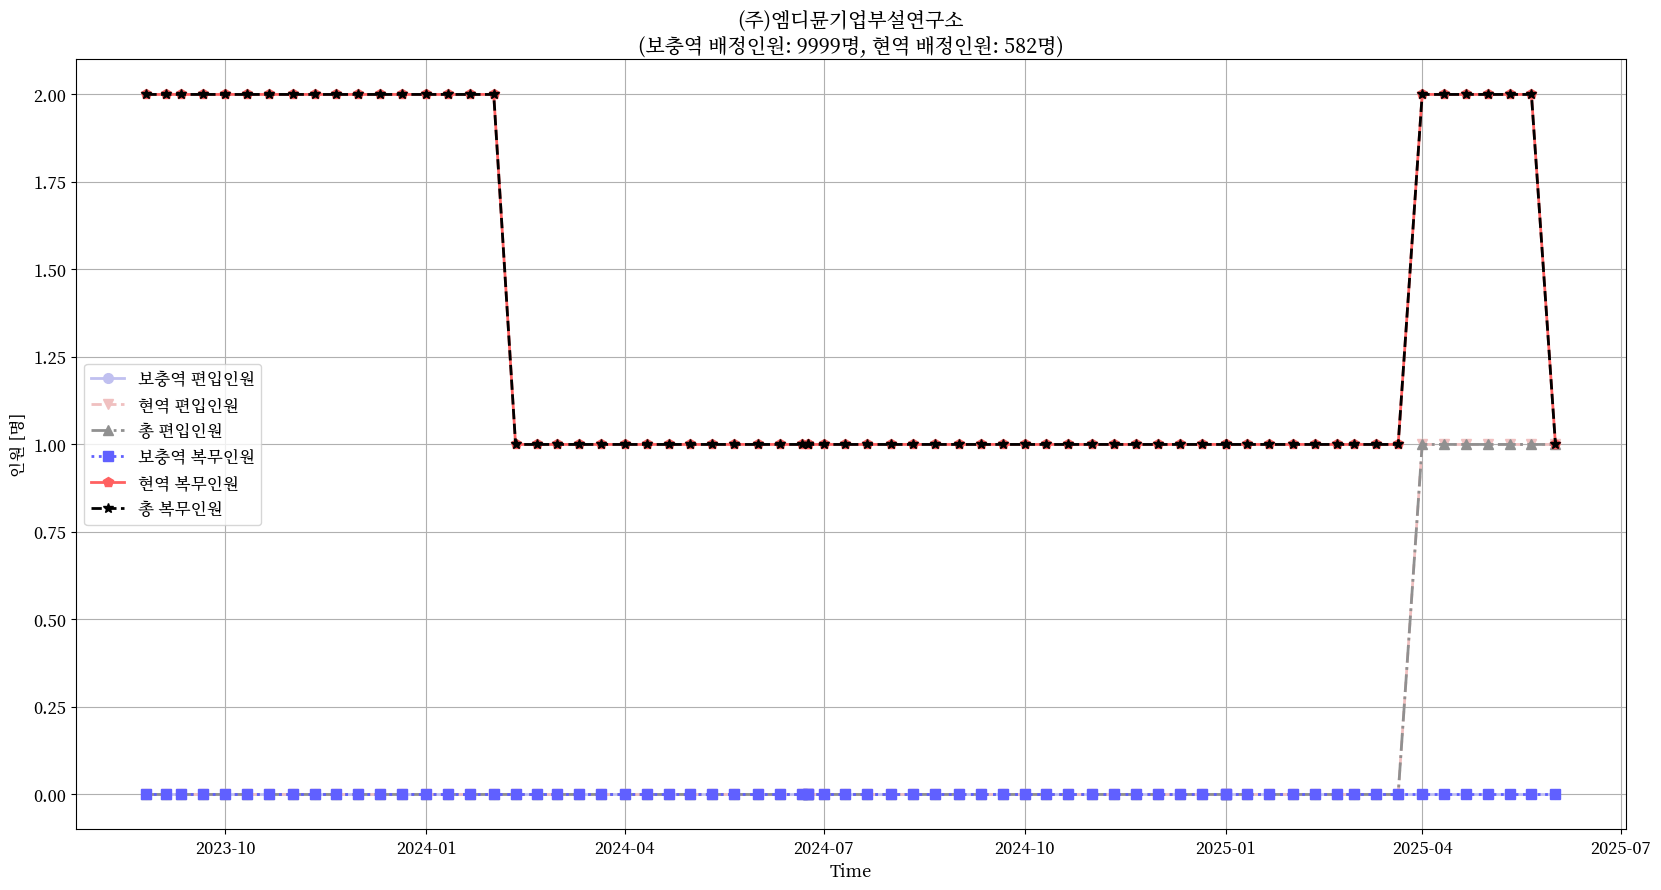 (주)엠디뮨기업부설연구소
(보충역 배정인원: 9999명, 현역 배정인원: 582명)
인원 [명]
2.00
1.75
1.50
1.25
1.00
0.75
0.50
0.25
0.00
보충역 편입인원
현역 편입인원
총 편입인원
보충역 복무인원
현역 복무인원
총 복무인원
2023-10
2024-01
2024-04
2024-07
2024-10
2025-01
2025-04
2025-07
Time